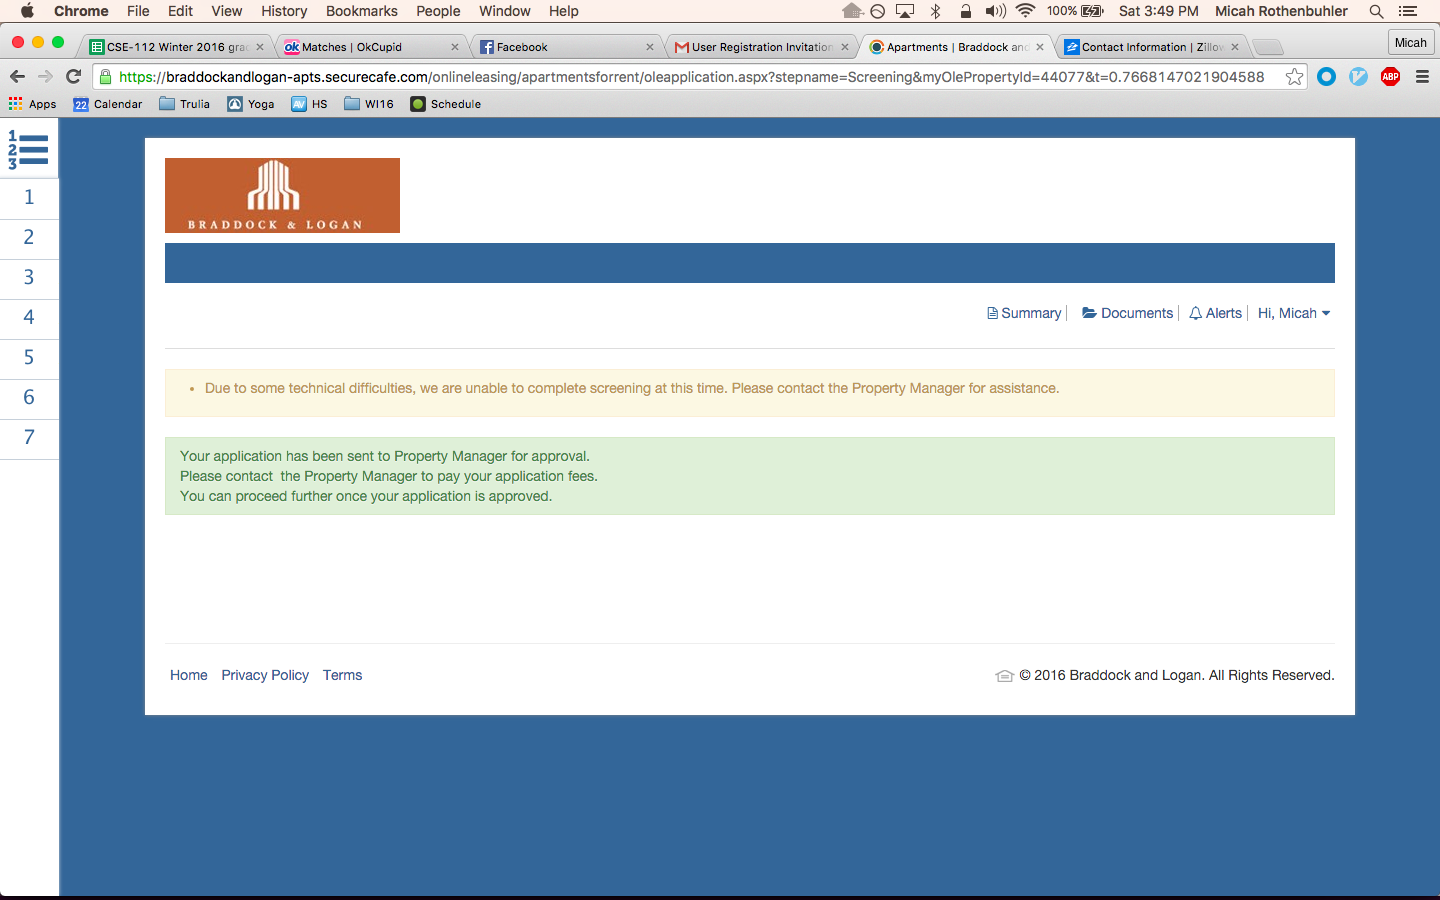 Chrome File Edit View History Bookmarks People Window Help 100% Sat 3:49 PM Micah Rothenbuhler
CSE-112 Winter 2016 gra Matches | OkCupid Facebook User Registration Invitation Apartments | Braddock and Contact Information | Zillow Micah
https://braddockandlogan-apts.securecafe.com/onlineleasing/apartmentsforrent/oleapplication.aspx?stepname=Screening&myOlePropertyId=44077&t=0.7668147021904588 ABP
Apps 22 Calendar Trulia Yoga AV HS WI16 Schedule
1
2
3
1
2
3
4
5
6
7
BRADDOCK & LOGAN
Summary Documents Alerts Hi, Micah
• Due to some technical difficulties, we are unable to complete screening at this time. Please contact the Property Manager for assistance.
Your application has been sent to Property Manager for approval.
Please contact the Property Manager to pay your application fees.
You can proceed further once your application is approved.
Home Privacy Policy Terms © 2016 Braddock and Logan. All Rights Reserved.